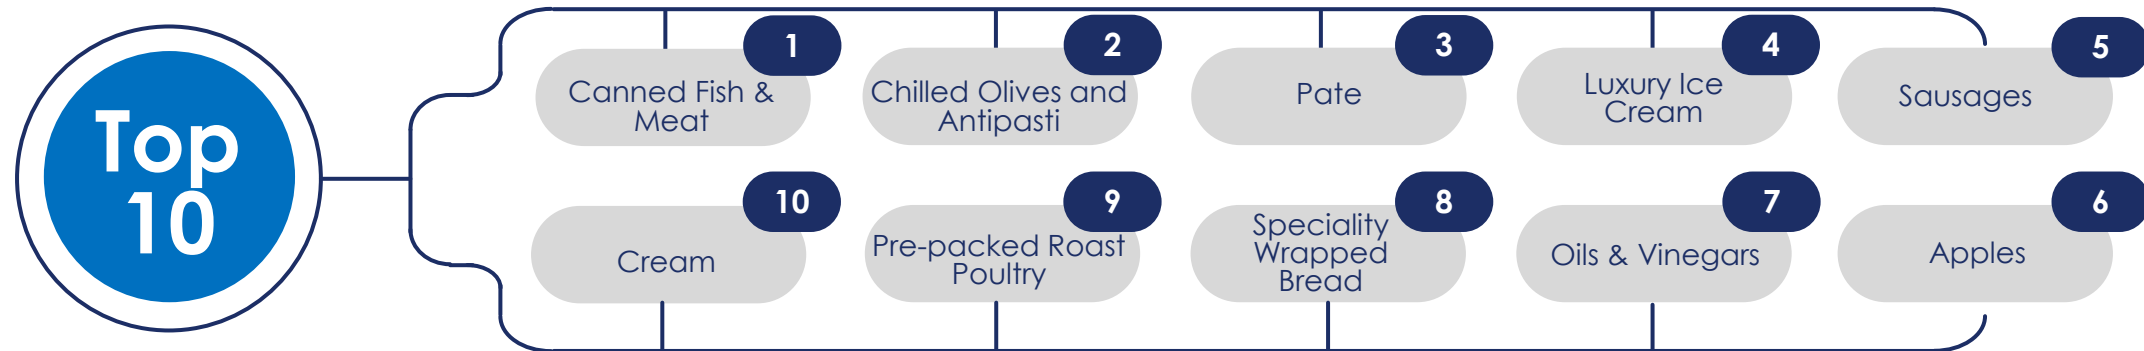 Top
10
1
Canned Fish &
Meat
2
Chilled Olives and
Antipasti
3
Pate
4
Luxury Ice
Cream
5
Sausages
10
Cream
9
Pre-packed Roast
Poultry
8
Speciality
Wrapped
Bread
7
Oils & Vinegars
6
Apples